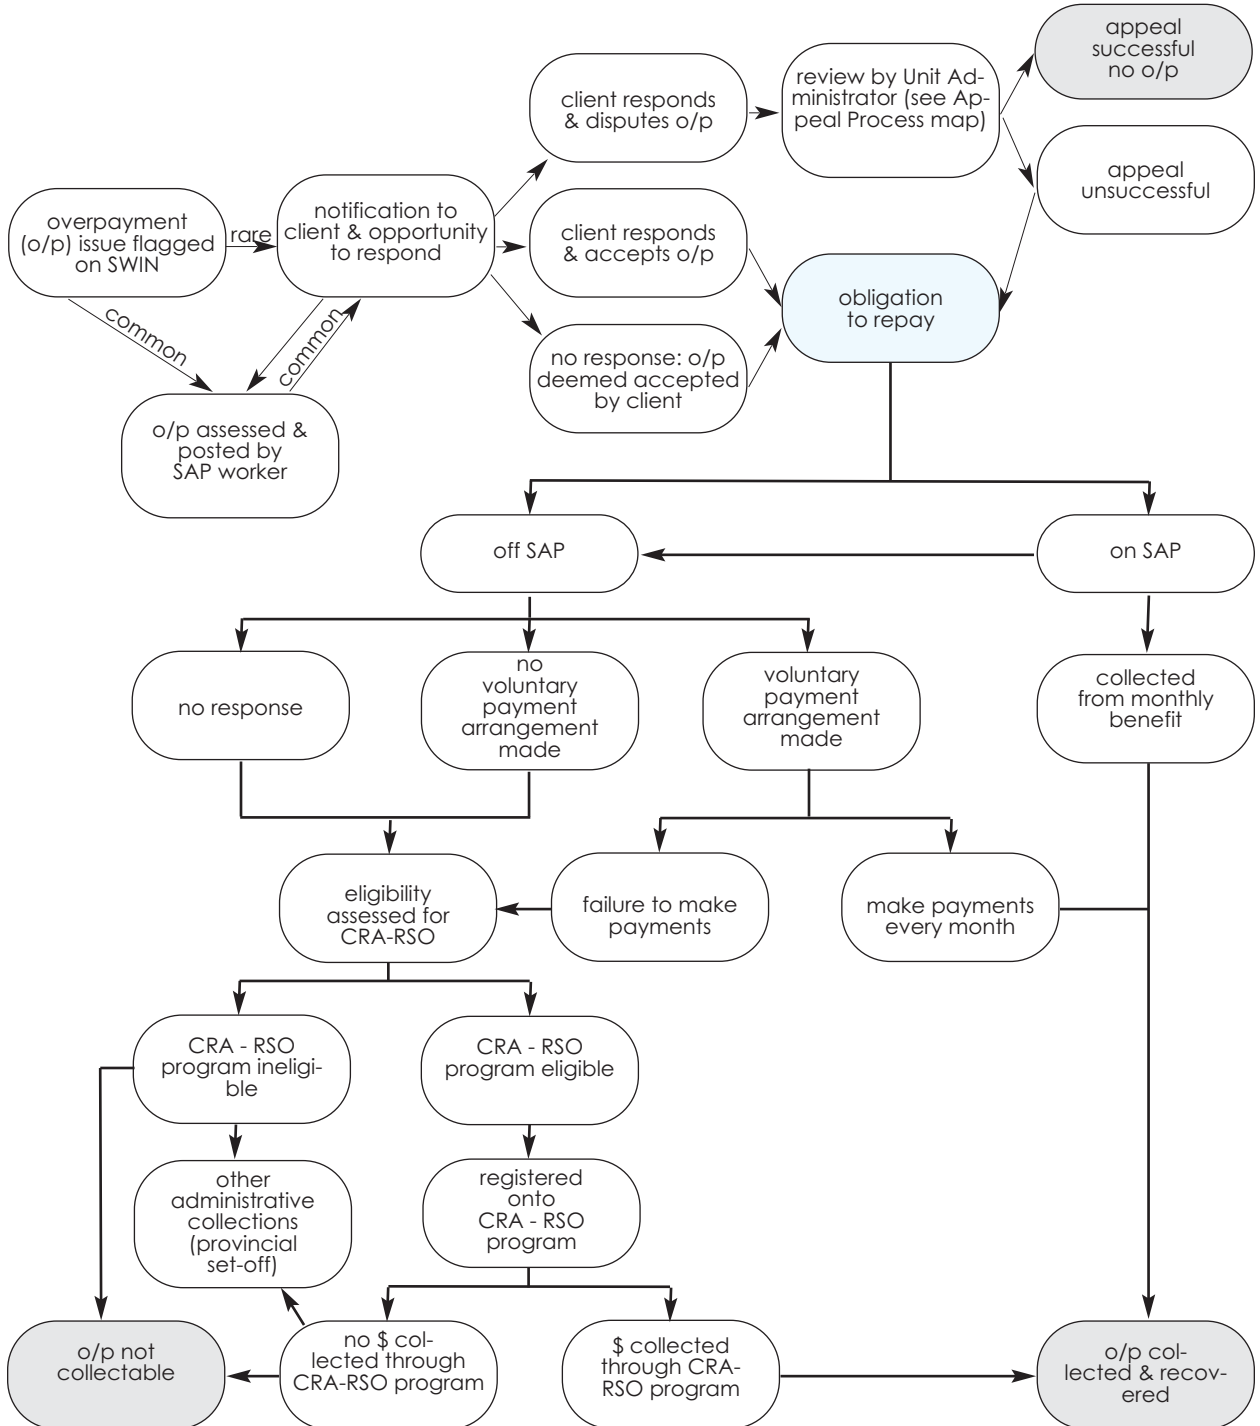 appeal
successful
no o/p
client responds
& disputes o/p
review by Unit Ad-
ministrator (see Ap-
peal Process map)
appeal
unsuccessful
overpayment
(o/p) issue flagged
on SWIN
rare
notification to
client & opportunity
to respond
client responds
& accepts o/p
obligation
to repay
common
common
no response: o/p
deemed accepted
by client
o/p assessed &
posted by
SAP worker
off SAP
on SAP
no response
no
voluntary
payment
arrangement
made
voluntary
payment
arrangement
made
collected
from monthly
benefit
eligibility
assessed for
CRA-RSO
failure to make
payments
make payments
every month
CRA - RSO
program ineligi-
ble
CRA - RSO
program eligible
other
administrative
collections
(provincial
set-off)
registered
onto
CRA - RSO
program
o/p not
collectable
no $ col-
lected through
CRA-RSO program
$ collected
through CRA-
RSO program
o/p col-
lected & recov-
ered